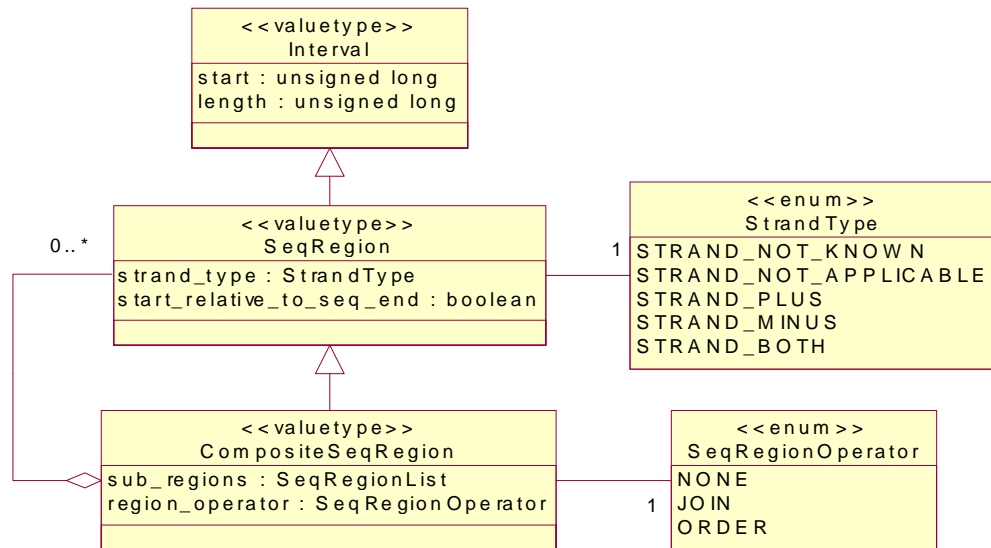 <<valuetype>>
Interval
start : unsigned long
length : unsigned long
<<valuetype>>
SeqRegion
strand_type : StrandType
start_relative_to_seq_end : boolean
0..*
1
<<enum>>
StrandType
STRAND_NOT_KNOWN
STRAND_NOT_APPLICABLE
STRAND_PLUS
STRAND_MINUS
STRAND_BOTH
<<valuetype>>
CompositeSeqRegion
sub_regions : SeqRegionList
region_operator : SeqRegionOperator
1
<<enum>>
SeqRegionOperator
NONE
JOIN
ORDER